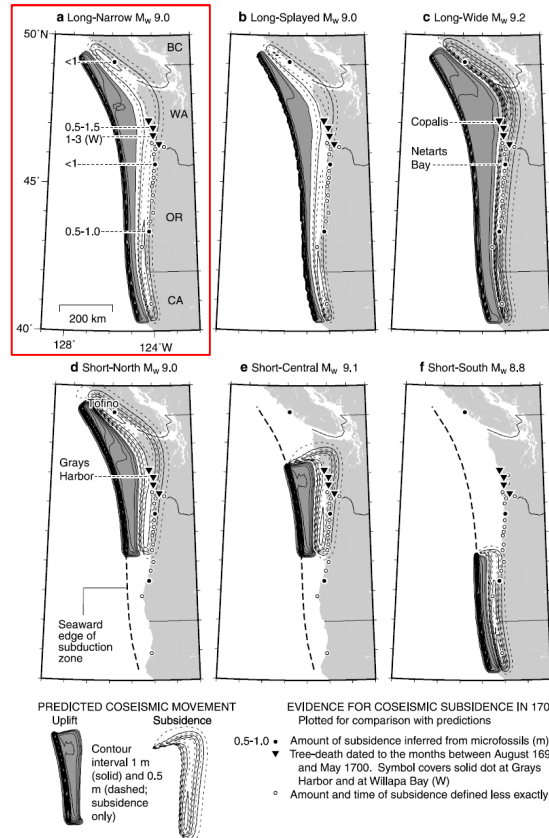 a Long-Narrow Mw 9.0
b Long-Splayed Mw 9.0
c Long-Wide Mw 9.2
50°N
BC
<1
WA
0.5-1.5
1-3 (W)
<1
45°
OR
0.5-1.0
CA
200 km
40°
128°
124°W
Copalis
Netarts
Bay
d Short-North Mw 9.0
e Short-Central Mw 9.1
f Short-South Mw 8.8
Tofino
Grays
Harbor
Seaward
edge of
subduction
zone
PREDICTED COSEISMIC MOVEMENT
Uplift
Subsidence
Contour
interval 1 m
(solid) and 0.5
m (dashed;
subsidence
only)
EVIDENCE FOR COSEISMIC SUBSIDENCE IN 170
Plotted for comparison with predictions
0.5-1.0 • Amount of subsidence inferred from microfossils (m)
▼ Tree-death dated to the months between August 169
and May 1700. Symbol covers solid dot at Grays
Harbor and at Willapa Bay (W)
○ Amount and time of subsidence defined less exactly